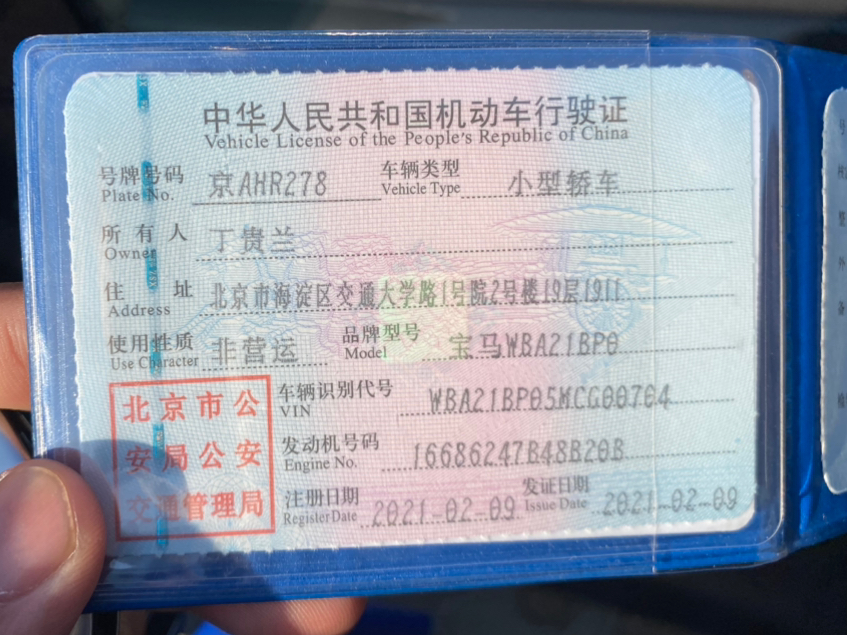 中华人民共和国机动车行驶证
Vehicle License of the People's Republic of China
号牌号码 京AHR278 车辆类型 小型轿车
Plate No. Vehicle Type
所有人 丁贵兰
Owner
住址 北京市海淀区交通大学路1号院2号楼19层1911
Address
使用性质 非营运 品牌型号 宝马WBA21BP0
Use Character Model
车辆识别代号 WBA21BP05MCG00704
VIN
发动机号码 16686247B48B20B
Engine No.
注册日期 2021-02-09 发证日期 2021-02-09
Register Date Issue Date
北京市公
安局公安
交通管理局